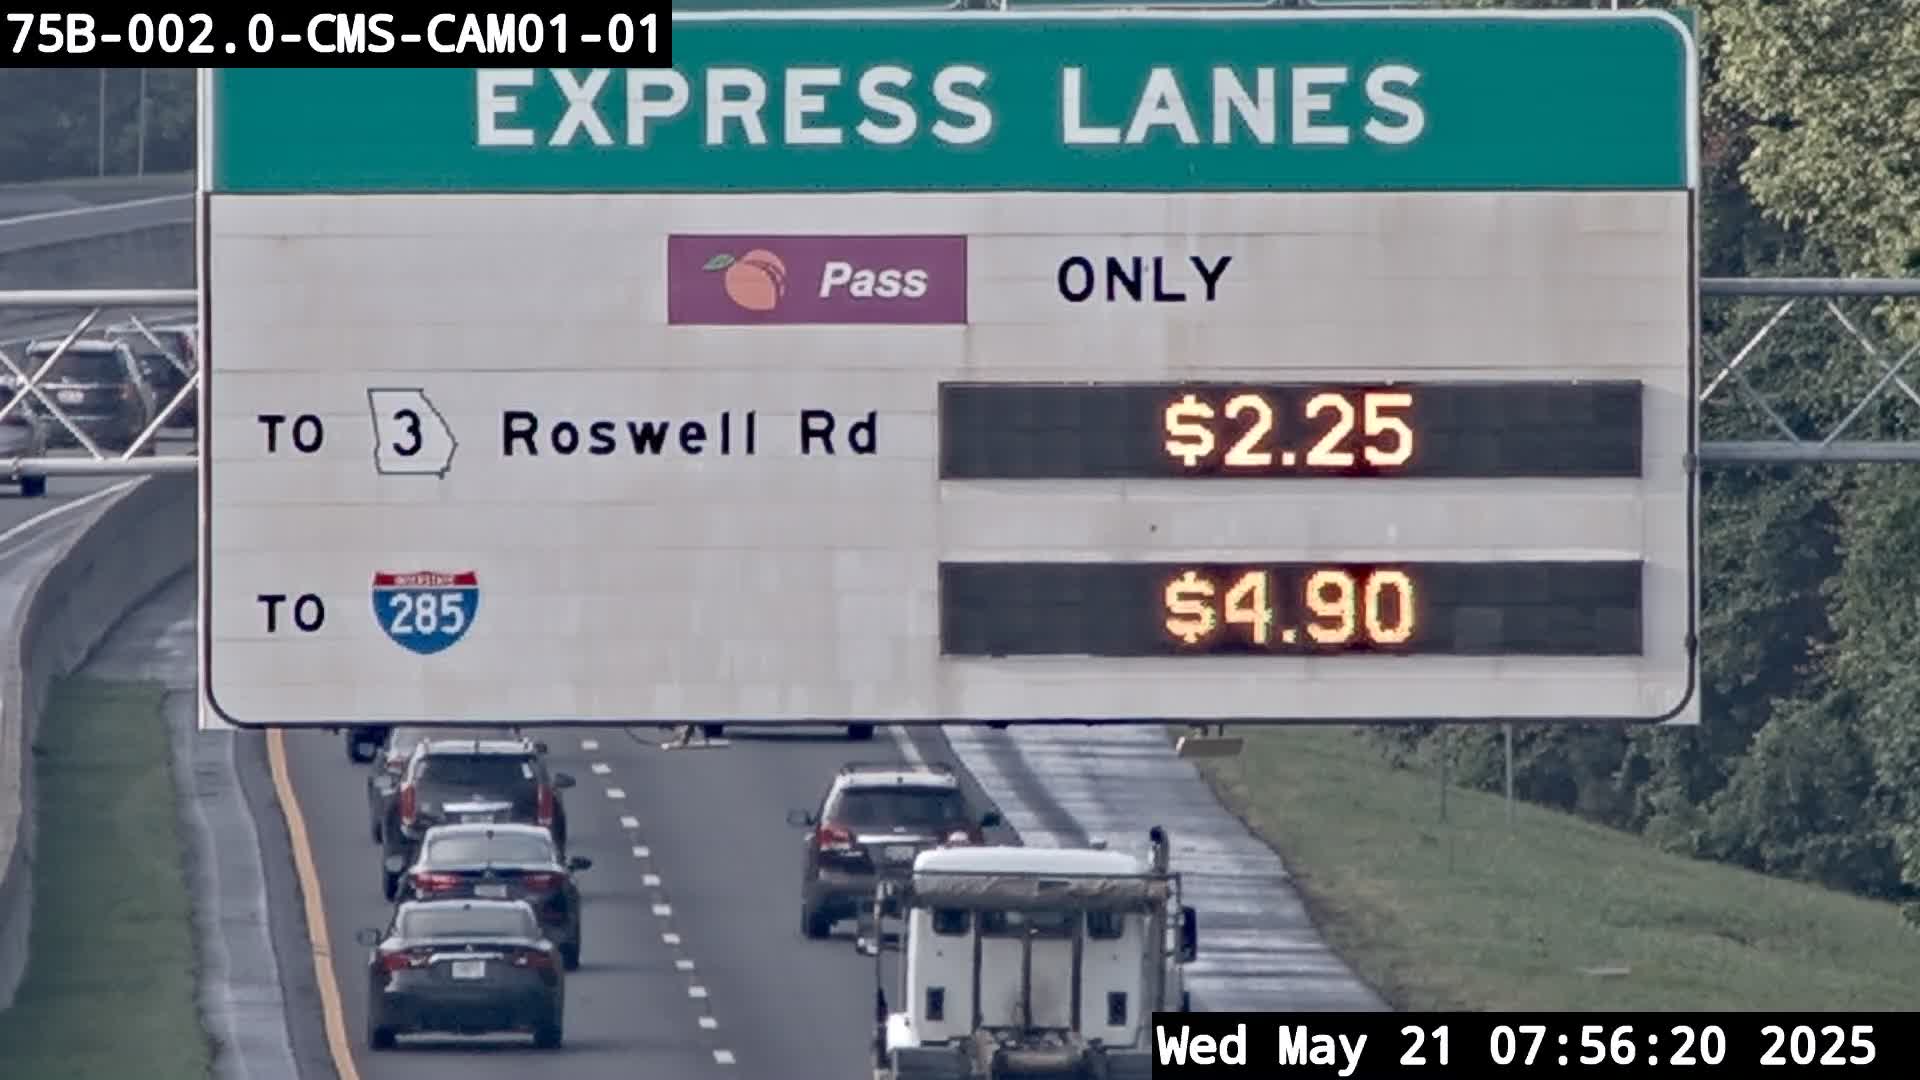 75B-002.0-CMS-CAM01-01
EXPRESS LANES
Pass ONLY
TO 3 Roswell Rd $2.25
INTERSTATE
TO 285 $4.90
Wed May 21 07:56:20 2025